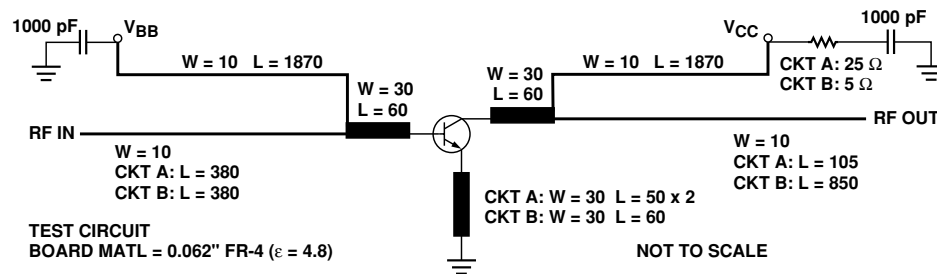 1000 pF
VBB
W = 10 L = 1870
W = 30
L = 60
RF IN
W = 10
CKT A: L = 380
CKT B: L = 380
W = 30
L = 60
W = 10 L = 1870
VCC
1000 pF
CKT A: 25 Ω
CKT B: 5 Ω
RF OUT
W = 10
CKT A: L = 105
CKT B: L = 850
CKT A: W = 30 L = 50 x 2
CKT B: W = 30 L = 60
TEST CIRCUIT
BOARD MATL = 0.062" FR-4 (ε = 4.8)
NOT TO SCALE